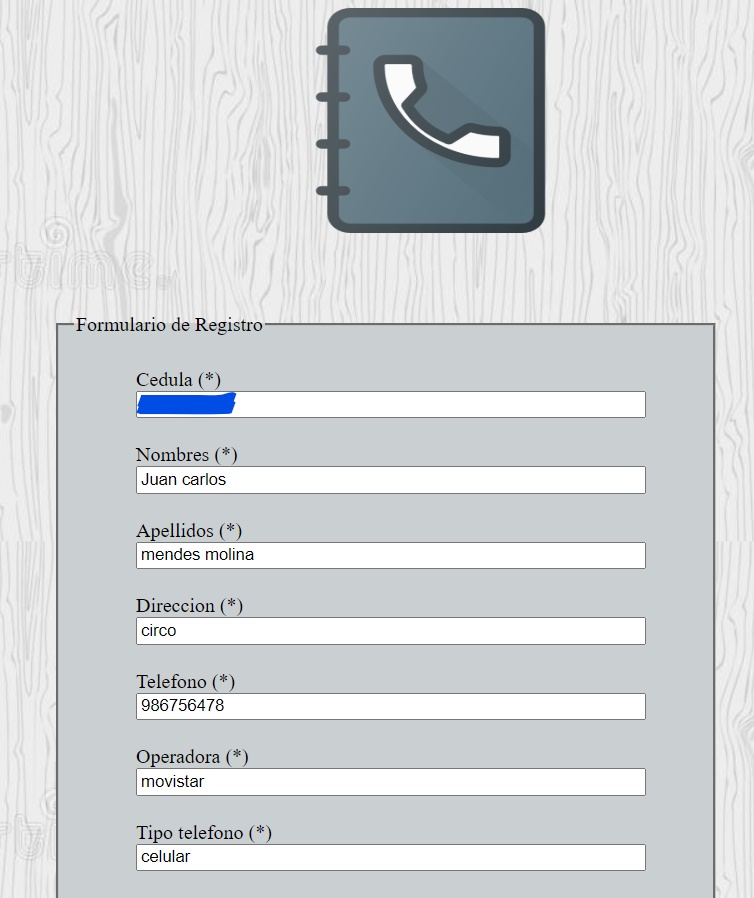 Formulario de Registro
Cedula (*)
Nombres (*)
Juan carlos
Apellidos (*)
mendes molina
Direccion (*)
circo
Telefono (*)
986756478
Operadora (*)
movistar
Tipo telefono (*)
celular